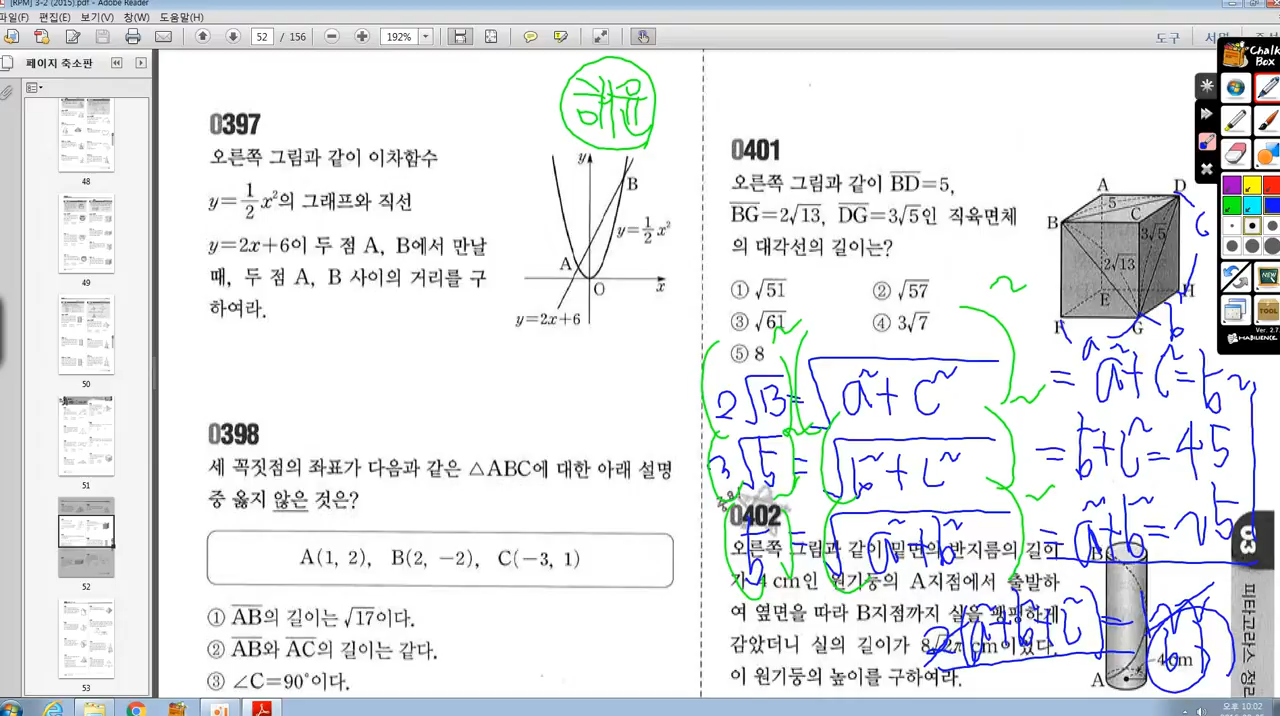 [RPM] 3-2 (2015).pdf - Adobe Reader
파일(F) 편집(E) 보기(V) 창(W) 도움말(H)
52 / 156 192% 도구
페이지 축소판
48
49
50
51
52
53
해윰
0397
오른쪽 그림과 같이 이차함수
y=1/2x²의 그래프와 직선
y=2x+6이 두 점 A, B에서 만날
때, 두 점 A, B 사이의 거리를 구
하여라.
y
B
y=1/2x²
A
O
x
y=2x+6
0398
세 꼭짓점의 좌표가 다음과 같은 △ABC에 대한 아래 설명
중 옳지 않은 것은?
A(1, 2), B(2, −2), C(−3, 1)
① AB의 길이는 √17이다.
② AB와 AC의 길이는 같다.
③ ∠C=90°이다.
0401
오른쪽 그림과 같이 BD=5,
BG=2√13, DG=3√5인 직육면체
의 대각선의 길이는?
① √51 ② √57
③ √61 ④ 3√7
⑤ 8
A D
5
B C
3√5
2√13
E H
F G
a b c
2√13=√a²+c² = a²+c²=52
3√5=√b²+c² = b²+c²=45
5=√a²+b² = a²+b²=25
0402
오른쪽 그림과 같이 밑면의 반지름의 길이
가 4 cm인 원기둥의 A지점에서 출발하
여 옆면을 따라 B지점까지 실을 팽팽하게
감았더니 실의 길이가 8√2π cm이었다.
이 원기둥의 높이를 구하여라.
B
4 cm
A
03
피타고라스 정리
Chalk Box
NEW
TOOL
HABILIENCE
Ver. 2.7
오후 10:02